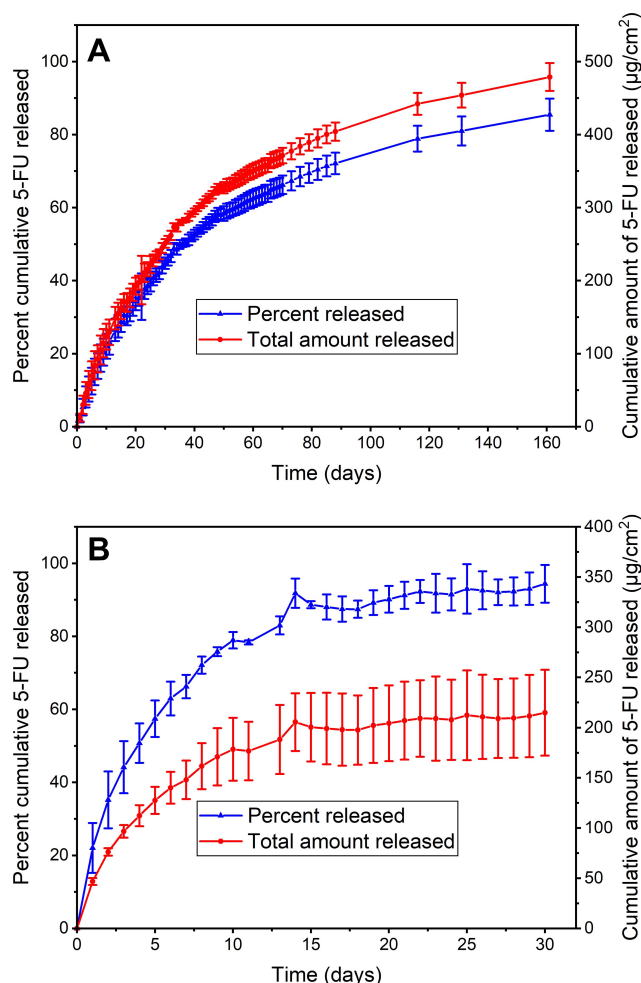 A
Percent cumulative 5-FU released
100
80
60
40
20
0
500
400
300
200
100
0
Cumulative amount of 5-FU released (µg/cm²)
Percent released
Total amount released
0 20 40 60 80 100 120 140 160
Time (days)
B
Percent cumulative 5-FU released
100
80
60
40
20
0
400
350
300
250
200
150
100
50
0
Cumulative amount of 5-FU released (µg/cm²)
Percent released
Total amount released
0 5 10 15 20 25 30
Time (days)